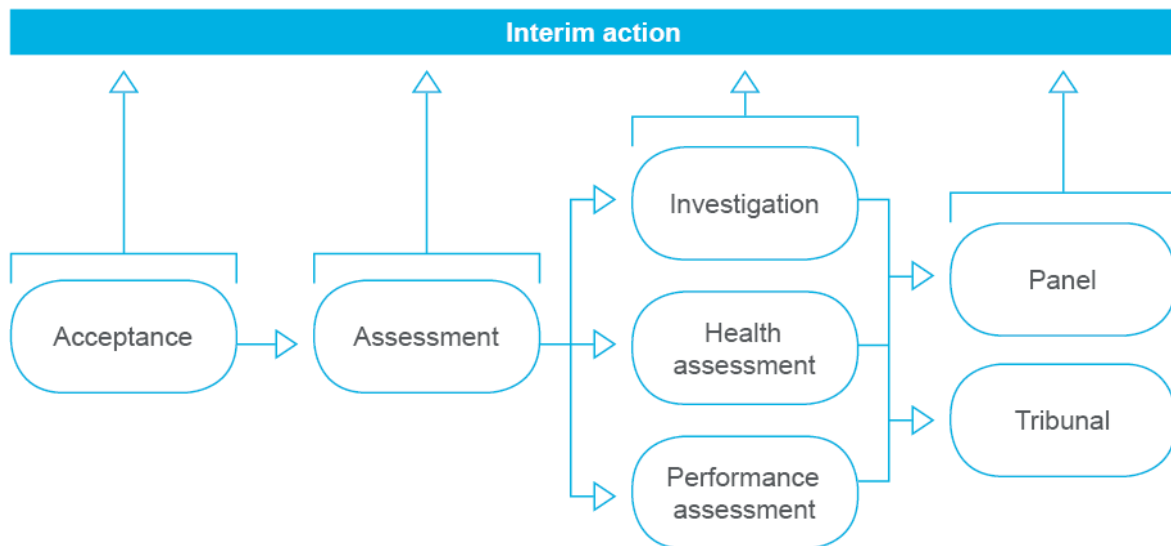 Interim action
Acceptance
Assessment
Investigation
Health
assessment
Performance
assessment
Panel
Tribunal